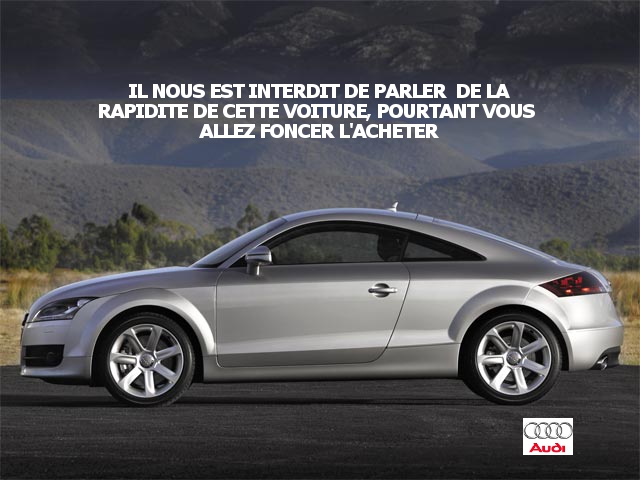 IL NOUS EST INTERDIT DE PARLER  DE LA
RAPIDITE DE CETTE VOITURE, POURTANT VOUS
ALLEZ FONCER L'ACHETER
Audi